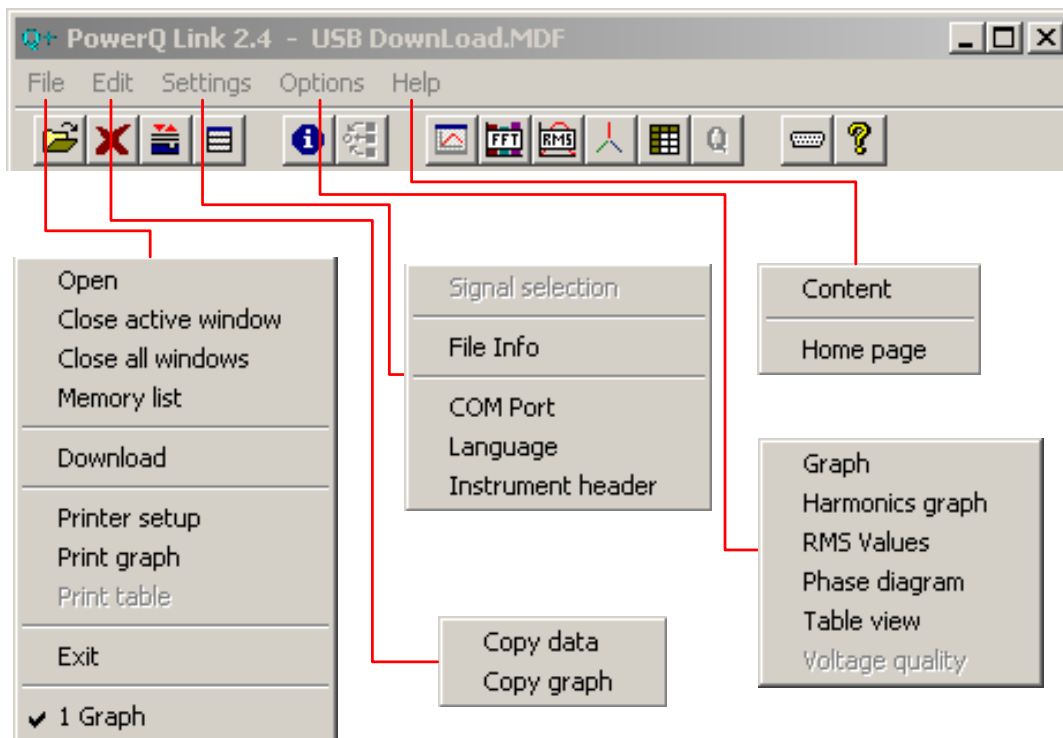 Q+ PowerQ Link 2.4 - USB DownLoad.MDF
File Edit Settings Options Help
i FFT RMS Q ?
Open
Close active window
Close all windows
Memory list
Download
Printer setup
Print graph
Print table
Exit
✓ 1 Graph
Copy data
Copy graph
Signal selection
File Info
COM Port
Language
Instrument header
Content
Home page
Graph
Harmonics graph
RMS Values
Phase diagram
Table view
Voltage quality